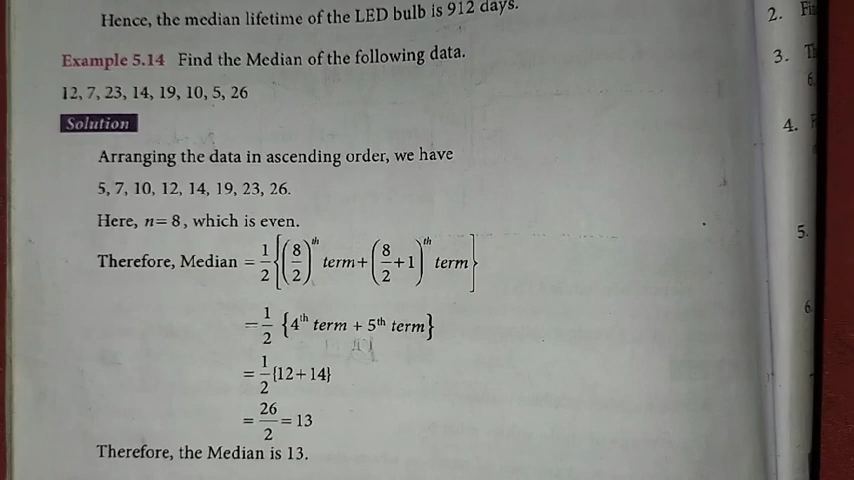 Hence, the median lifetime of the LED bulb is 912 days.
Example 5.14 Find the Median of the following data.
12, 7, 23, 14, 19, 10, 5, 26
Solution
Arranging the data in ascending order, we have
5, 7, 10, 12, 14, 19, 23, 26.
Here, n= 8, which is even.
Therefore, Median = 1/2 {(8/2)^th term+(8/2+1)^th term}
= 1/2 {4^th term + 5^th term}
= 1/2 {12+14}
= 26/2 = 13
Therefore, the Median is 13.
2.
3.
4.
5.
6